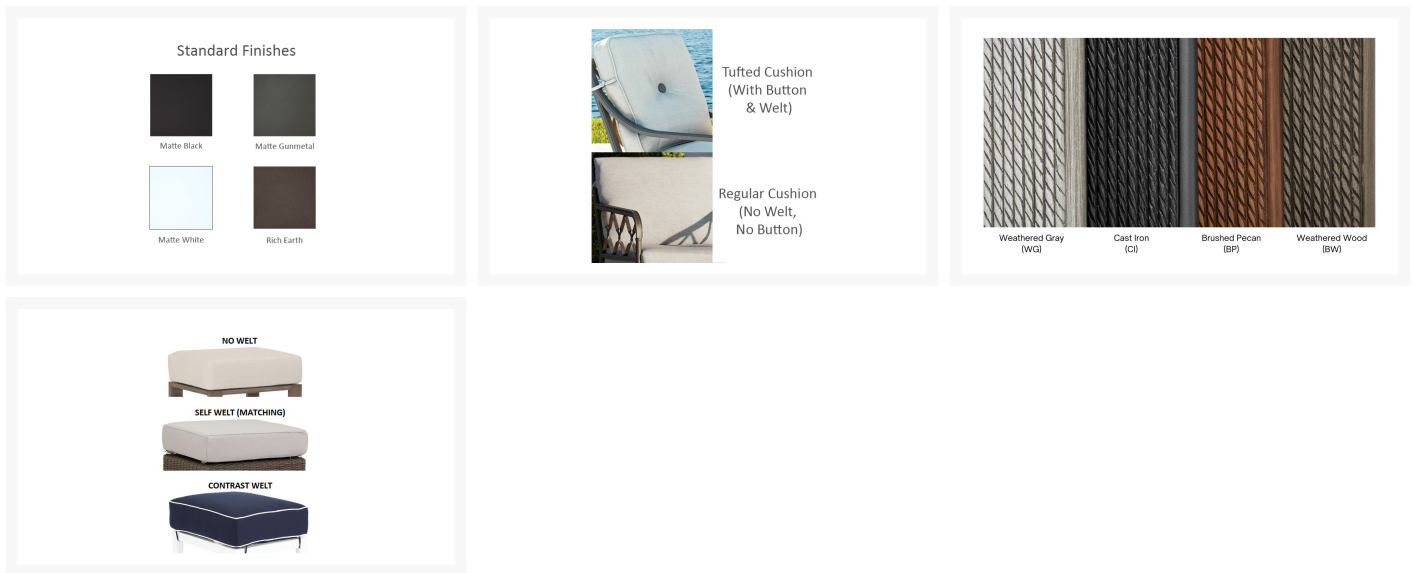 Standard Finishes
Matte Black
Matte Gunmetal
Matte White
Rich Earth
Tufted Cushion
(With Button
& Welt)
Regular Cushion
(No Welt,
No Button)
Weathered Gray
(WG)
Cast Iron
(CI)
Brushed Pecan
(BP)
Weathered Wood
(BW)
NO WELT
SELF WELT (MATCHING)
CONTRAST WELT